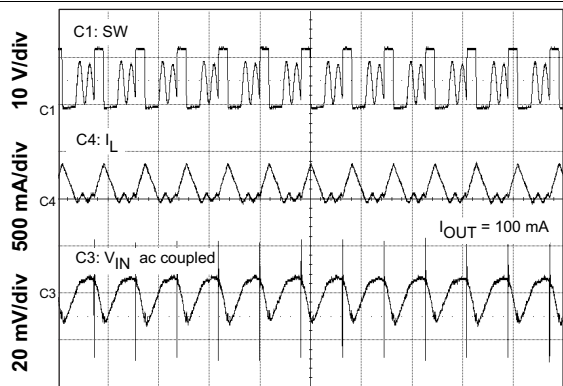 10 V/div
C1: SW
C1
500 mA/div
C4: IL
C4
IOUT = 100 mA
20 mV/div
C3: VIN ac coupled
C3